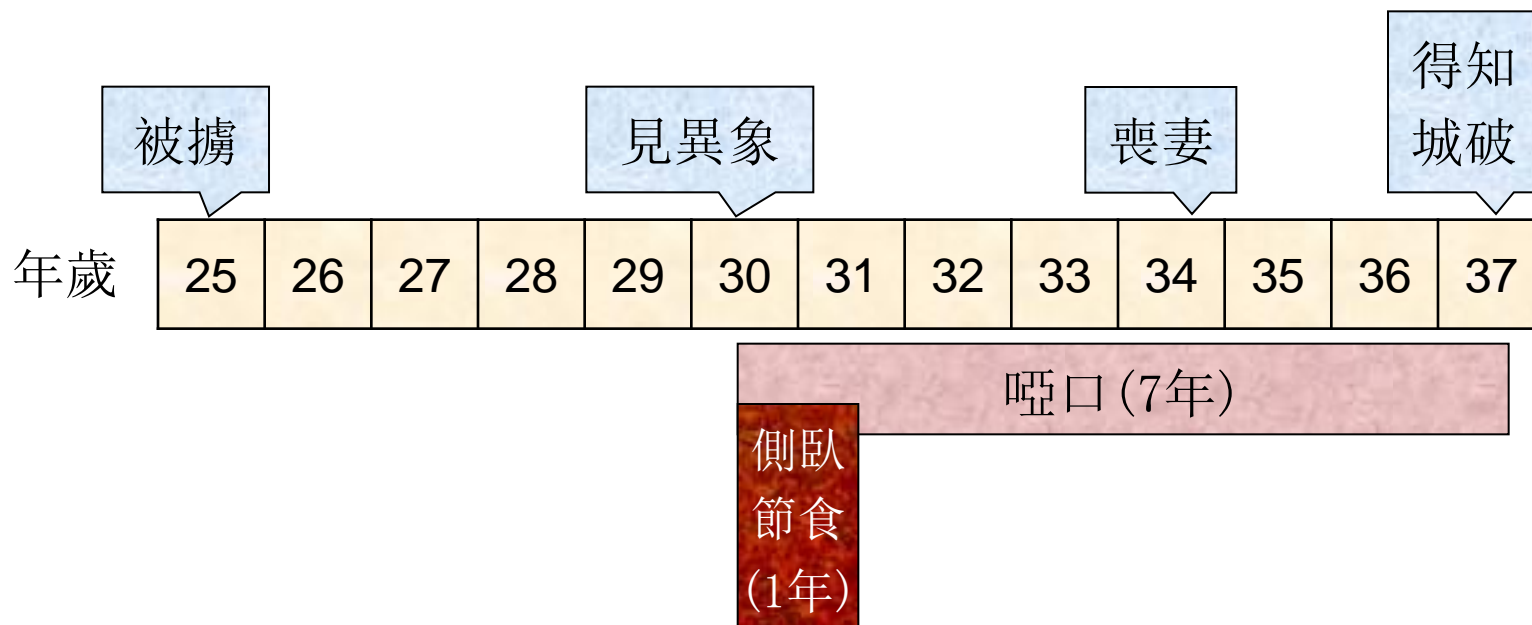 被擄
見異象
喪妻
得知
城破
年歲 25 26 27 28 29 30 31 32 33 34 35 36 37
啞口(7年)
側臥
節食
(1年)